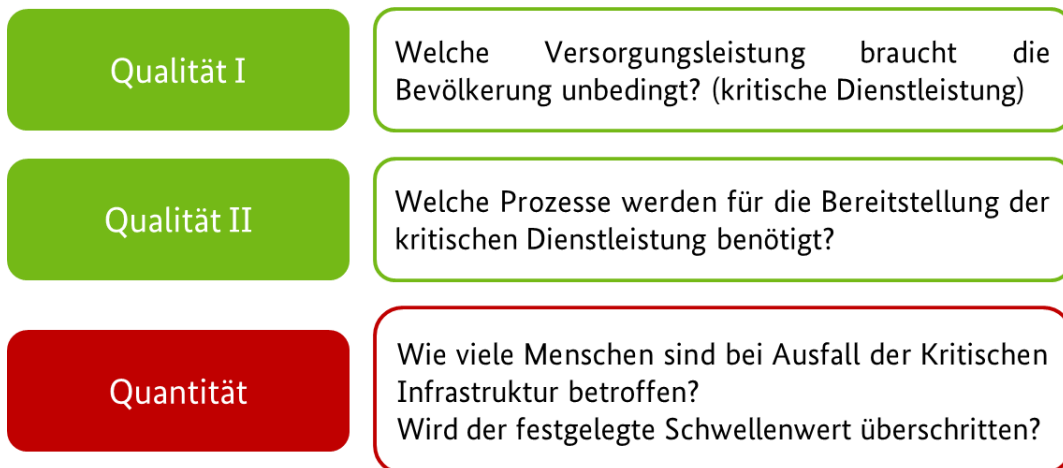 Qualität I
Welche Versorgungsleistung braucht die
Bevölkerung unbedingt? (kritische Dienstleistung)
Qualität II
Welche Prozesse werden für die Bereitstellung der
kritischen Dienstleistung benötigt?
Quantität
Wie viele Menschen sind bei Ausfall der Kritischen
Infrastruktur betroffen?
Wird der festgelegte Schwellenwert überschritten?